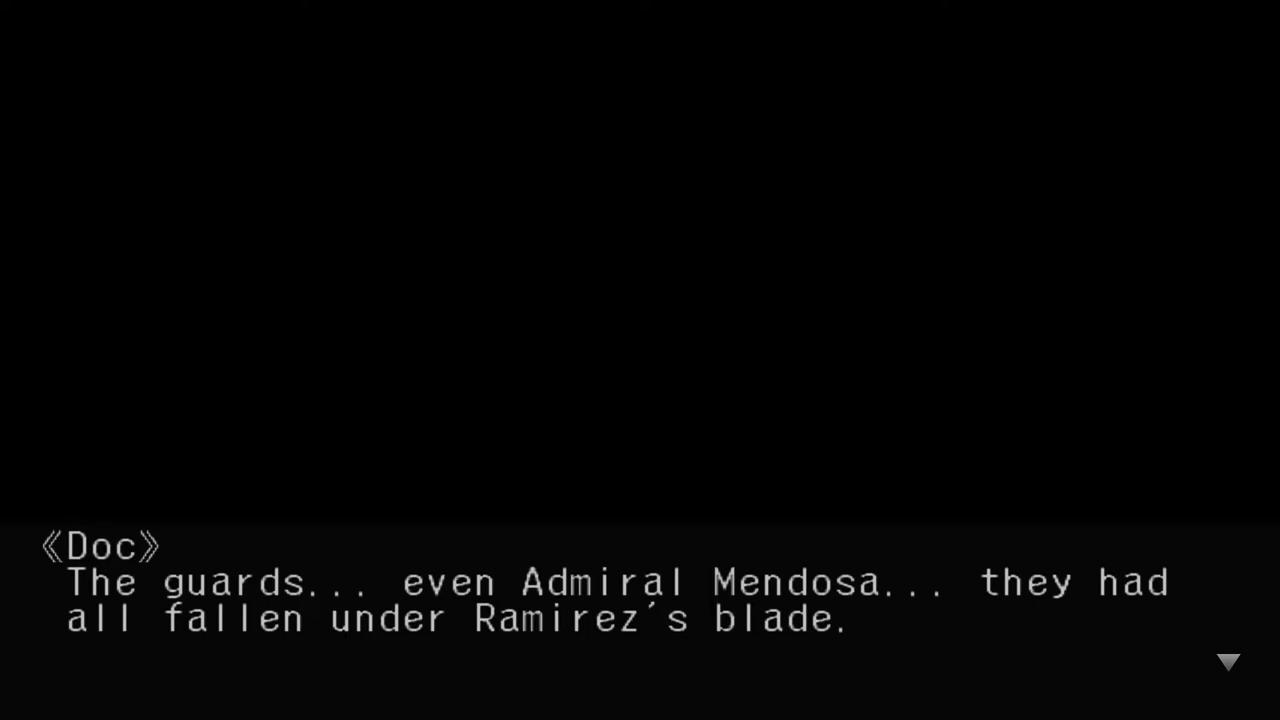 《Doc》
The guards... even Admiral Mendosa... they had
all fallen under Ramirez's blade.